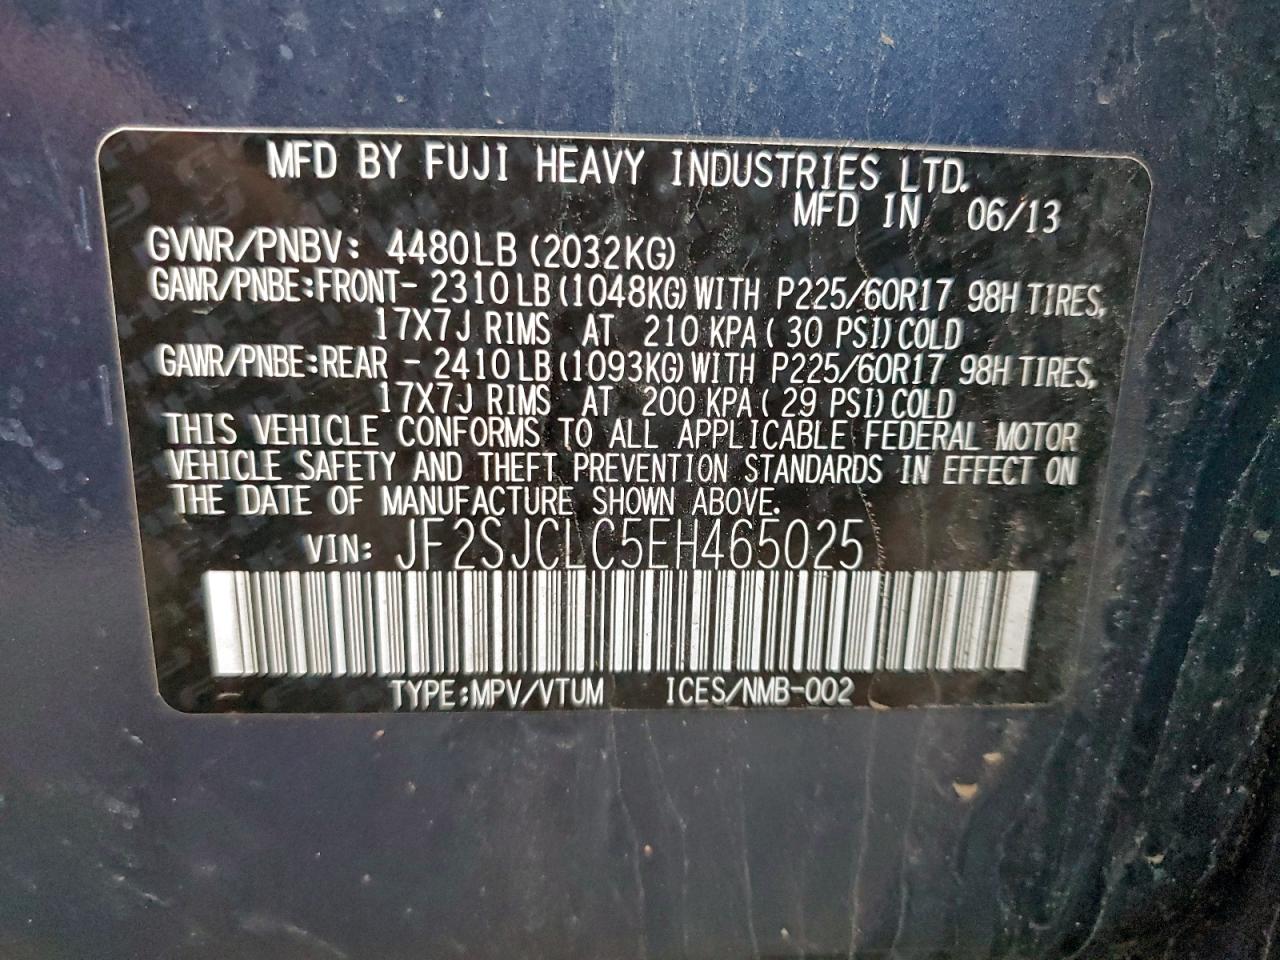 MFD BY FUJI HEAVY INDUSTRIES LTD.
MFD IN 06/13
GVWR/PNBV: 4480LB (2032KG)
GAWR/PNBE:FRONT- 2310LB (1048KG) WITH P225/60R17 98H TIRES,
17X7J RIMS AT 210 KPA ( 30 PSI) COLD
GAWR/PNBE:REAR - 2410LB (1093KG) WITH P225/60R17 98H TIRES,
17X7J RIMS AT 200 KPA ( 29 PSI) COLD
THIS VEHICLE CONFORMS TO ALL APPLICABLE FEDERAL MOTOR
VEHICLE SAFETY AND THEFT PREVENTION STANDARDS IN EFFECT ON
THE DATE OF MANUFACTURE SHOWN ABOVE.
VIN: JF2SJCLC5EH465025
TYPE:MPV/VTUM ICES/NMB-002